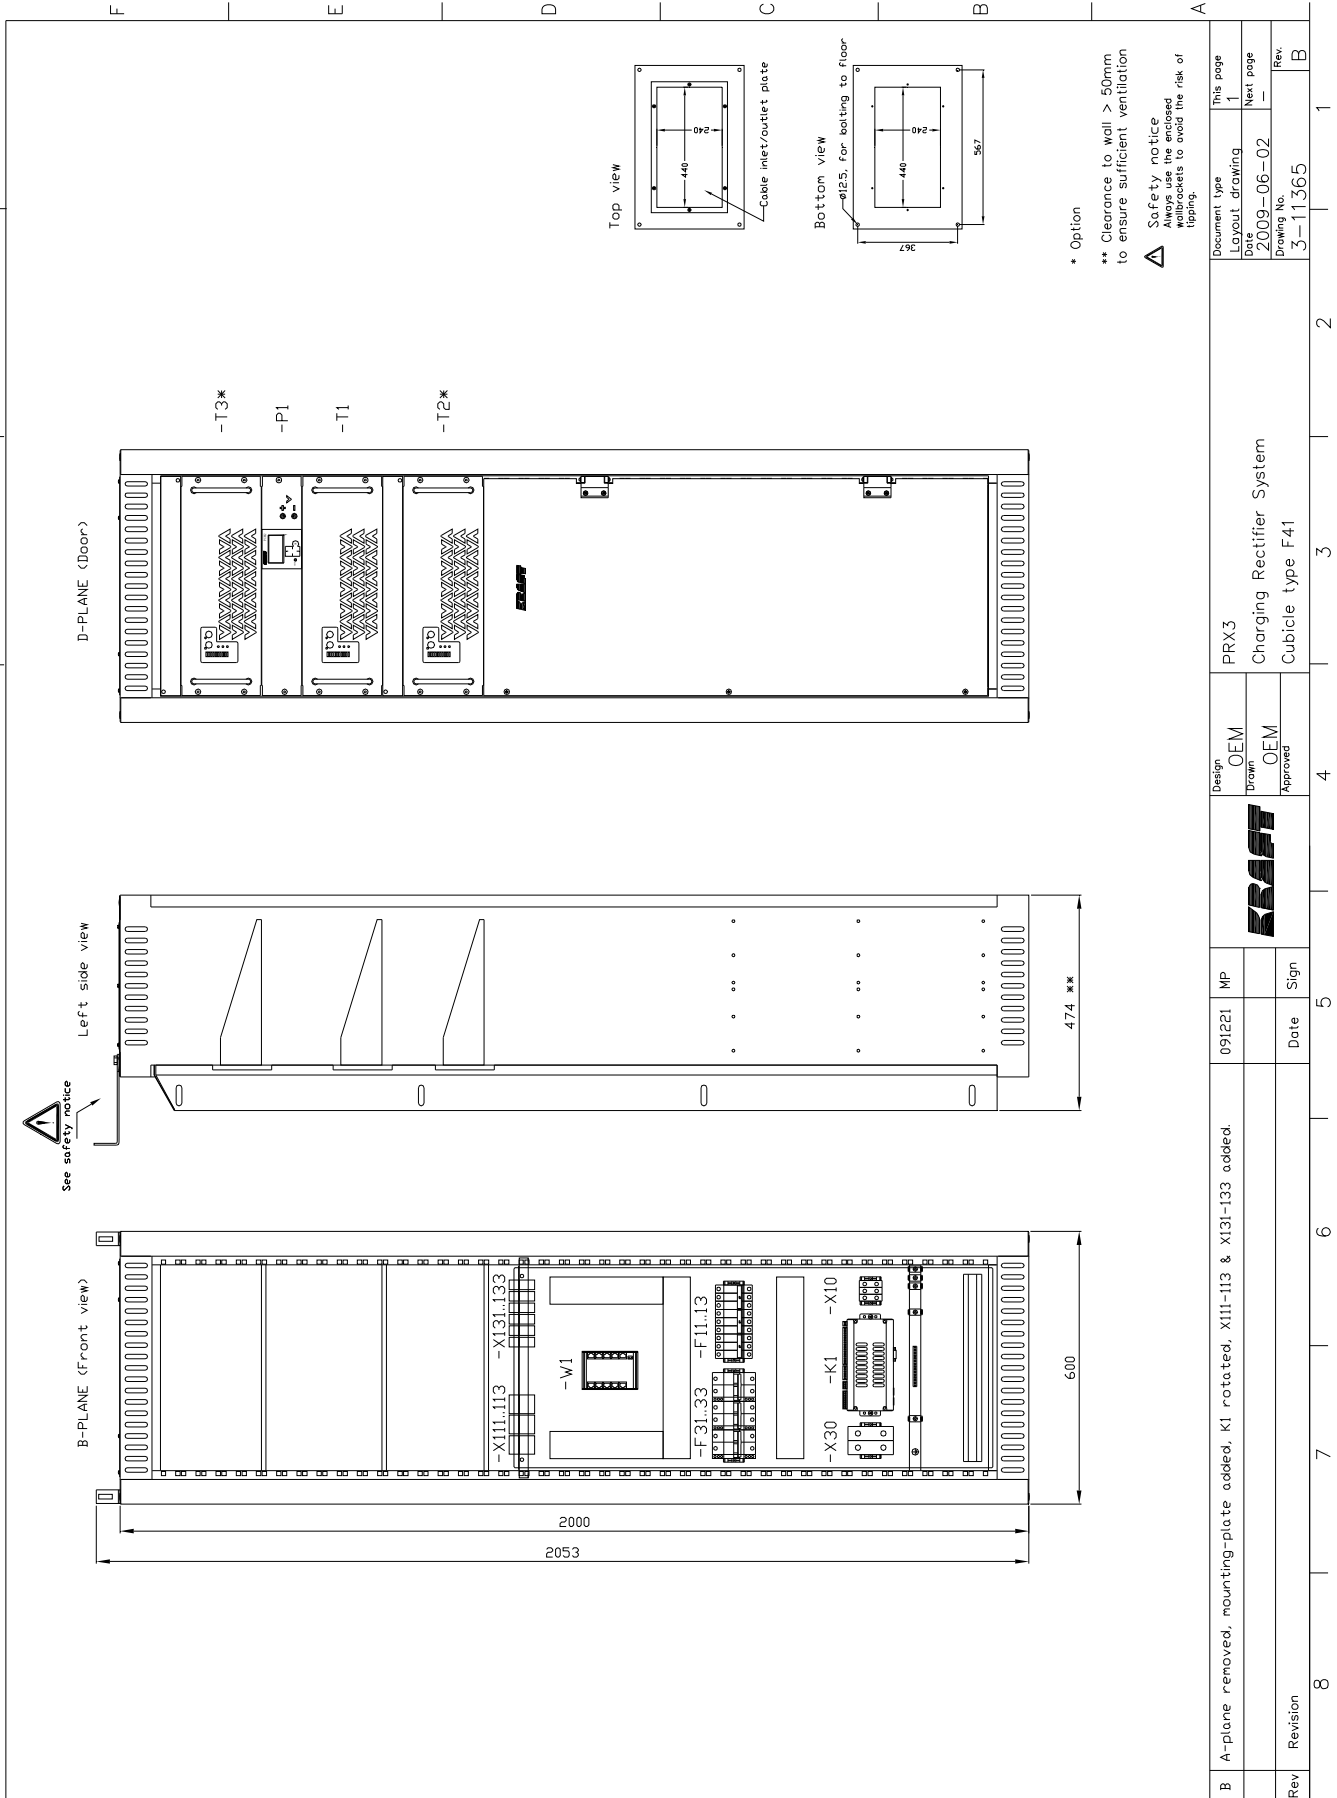 F
E
D
C
B
A
See safety notice
B-PLANE (Front view)
Left side view
D-PLANE (Door)
-X111..113
-X131..133
-W1
-F31..33
-F11..13
-X30
-K1
-X10
2000
2053
600
474 **
-T3*
-P1
-T1
-T2*
+
-
V
KRAFT
Top view
440
240
Cable inlet/outlet plate
Bottom view
ø12.5, for bolting to floor
440
240
367
567
* Option
** Clearance to wall > 50mm
to ensure sufficient ventilation
Safety notice
Always use the enclosed
wallbrackets to avoid the risk of
tipping.
B A-plane removed, mounting-plate added, K1 rotated, X111-113 & X131-133 added. 091221 MP
Rev Revision Date Sign
KRAFT
Design
OEM
Drawn
OEM
Approved
PRX3
Charging Rectifier System
Cubicle type F41
Document type
Layout drawing
Date
2009-06-02
Drawing No.
3-11365
This page
1
Next page
-
Rev.
B
8
7
6
5
4
3
2
1